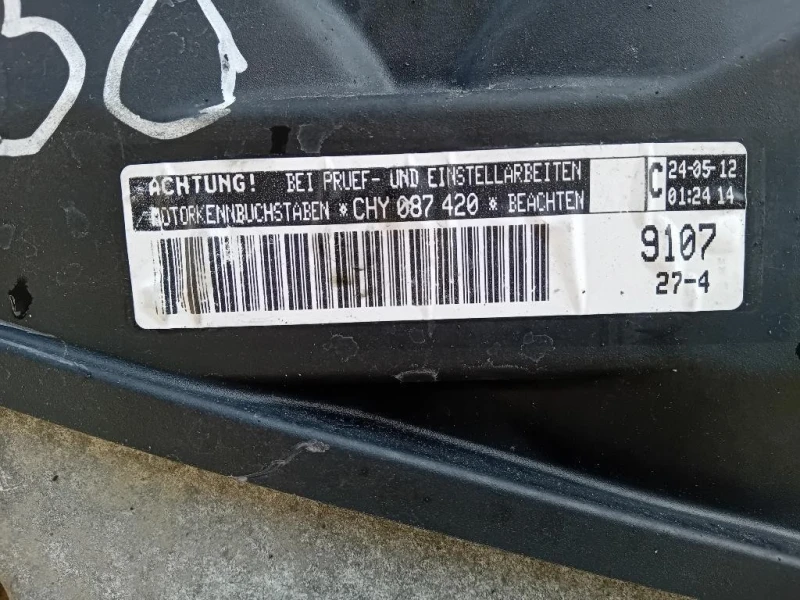 50
ACHTUNG! BEI PRUEF- UND EINSTELLARBEITEN
MOTORKENNBUCHSTABEN * CHY 087 420 * BEACHTEN
C
24-05-12
01:24 14
9107
27-4